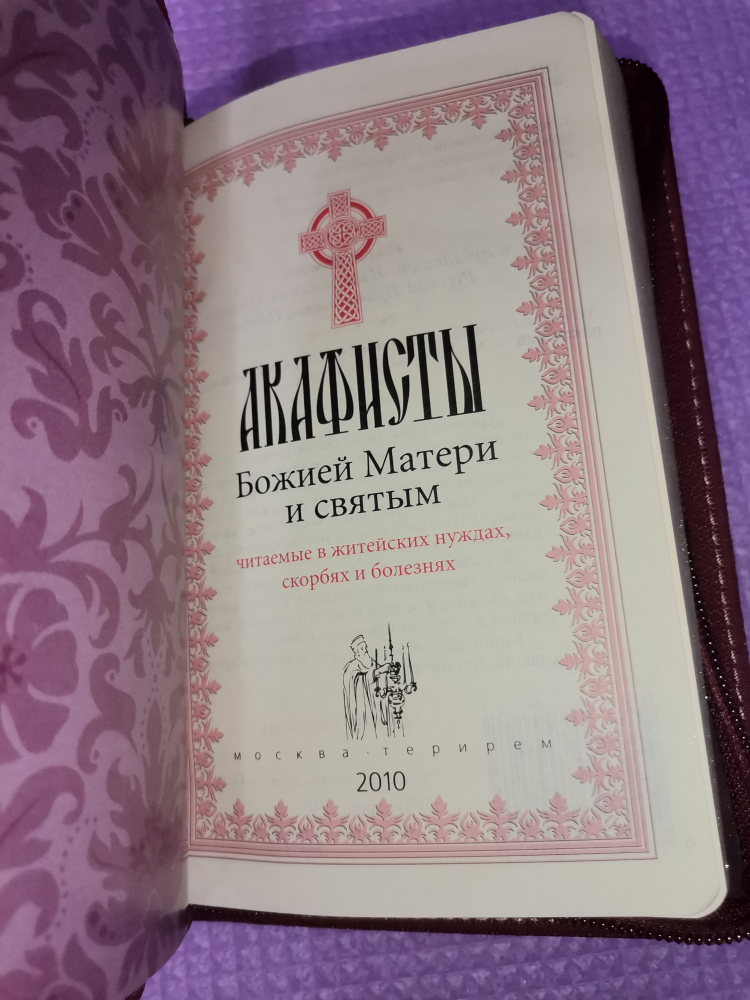 АКАФИСТЫ
Божией Матери
и святым
читаемые в житейских нуждах,
скорбях и болезнях
москва · терирем
2010